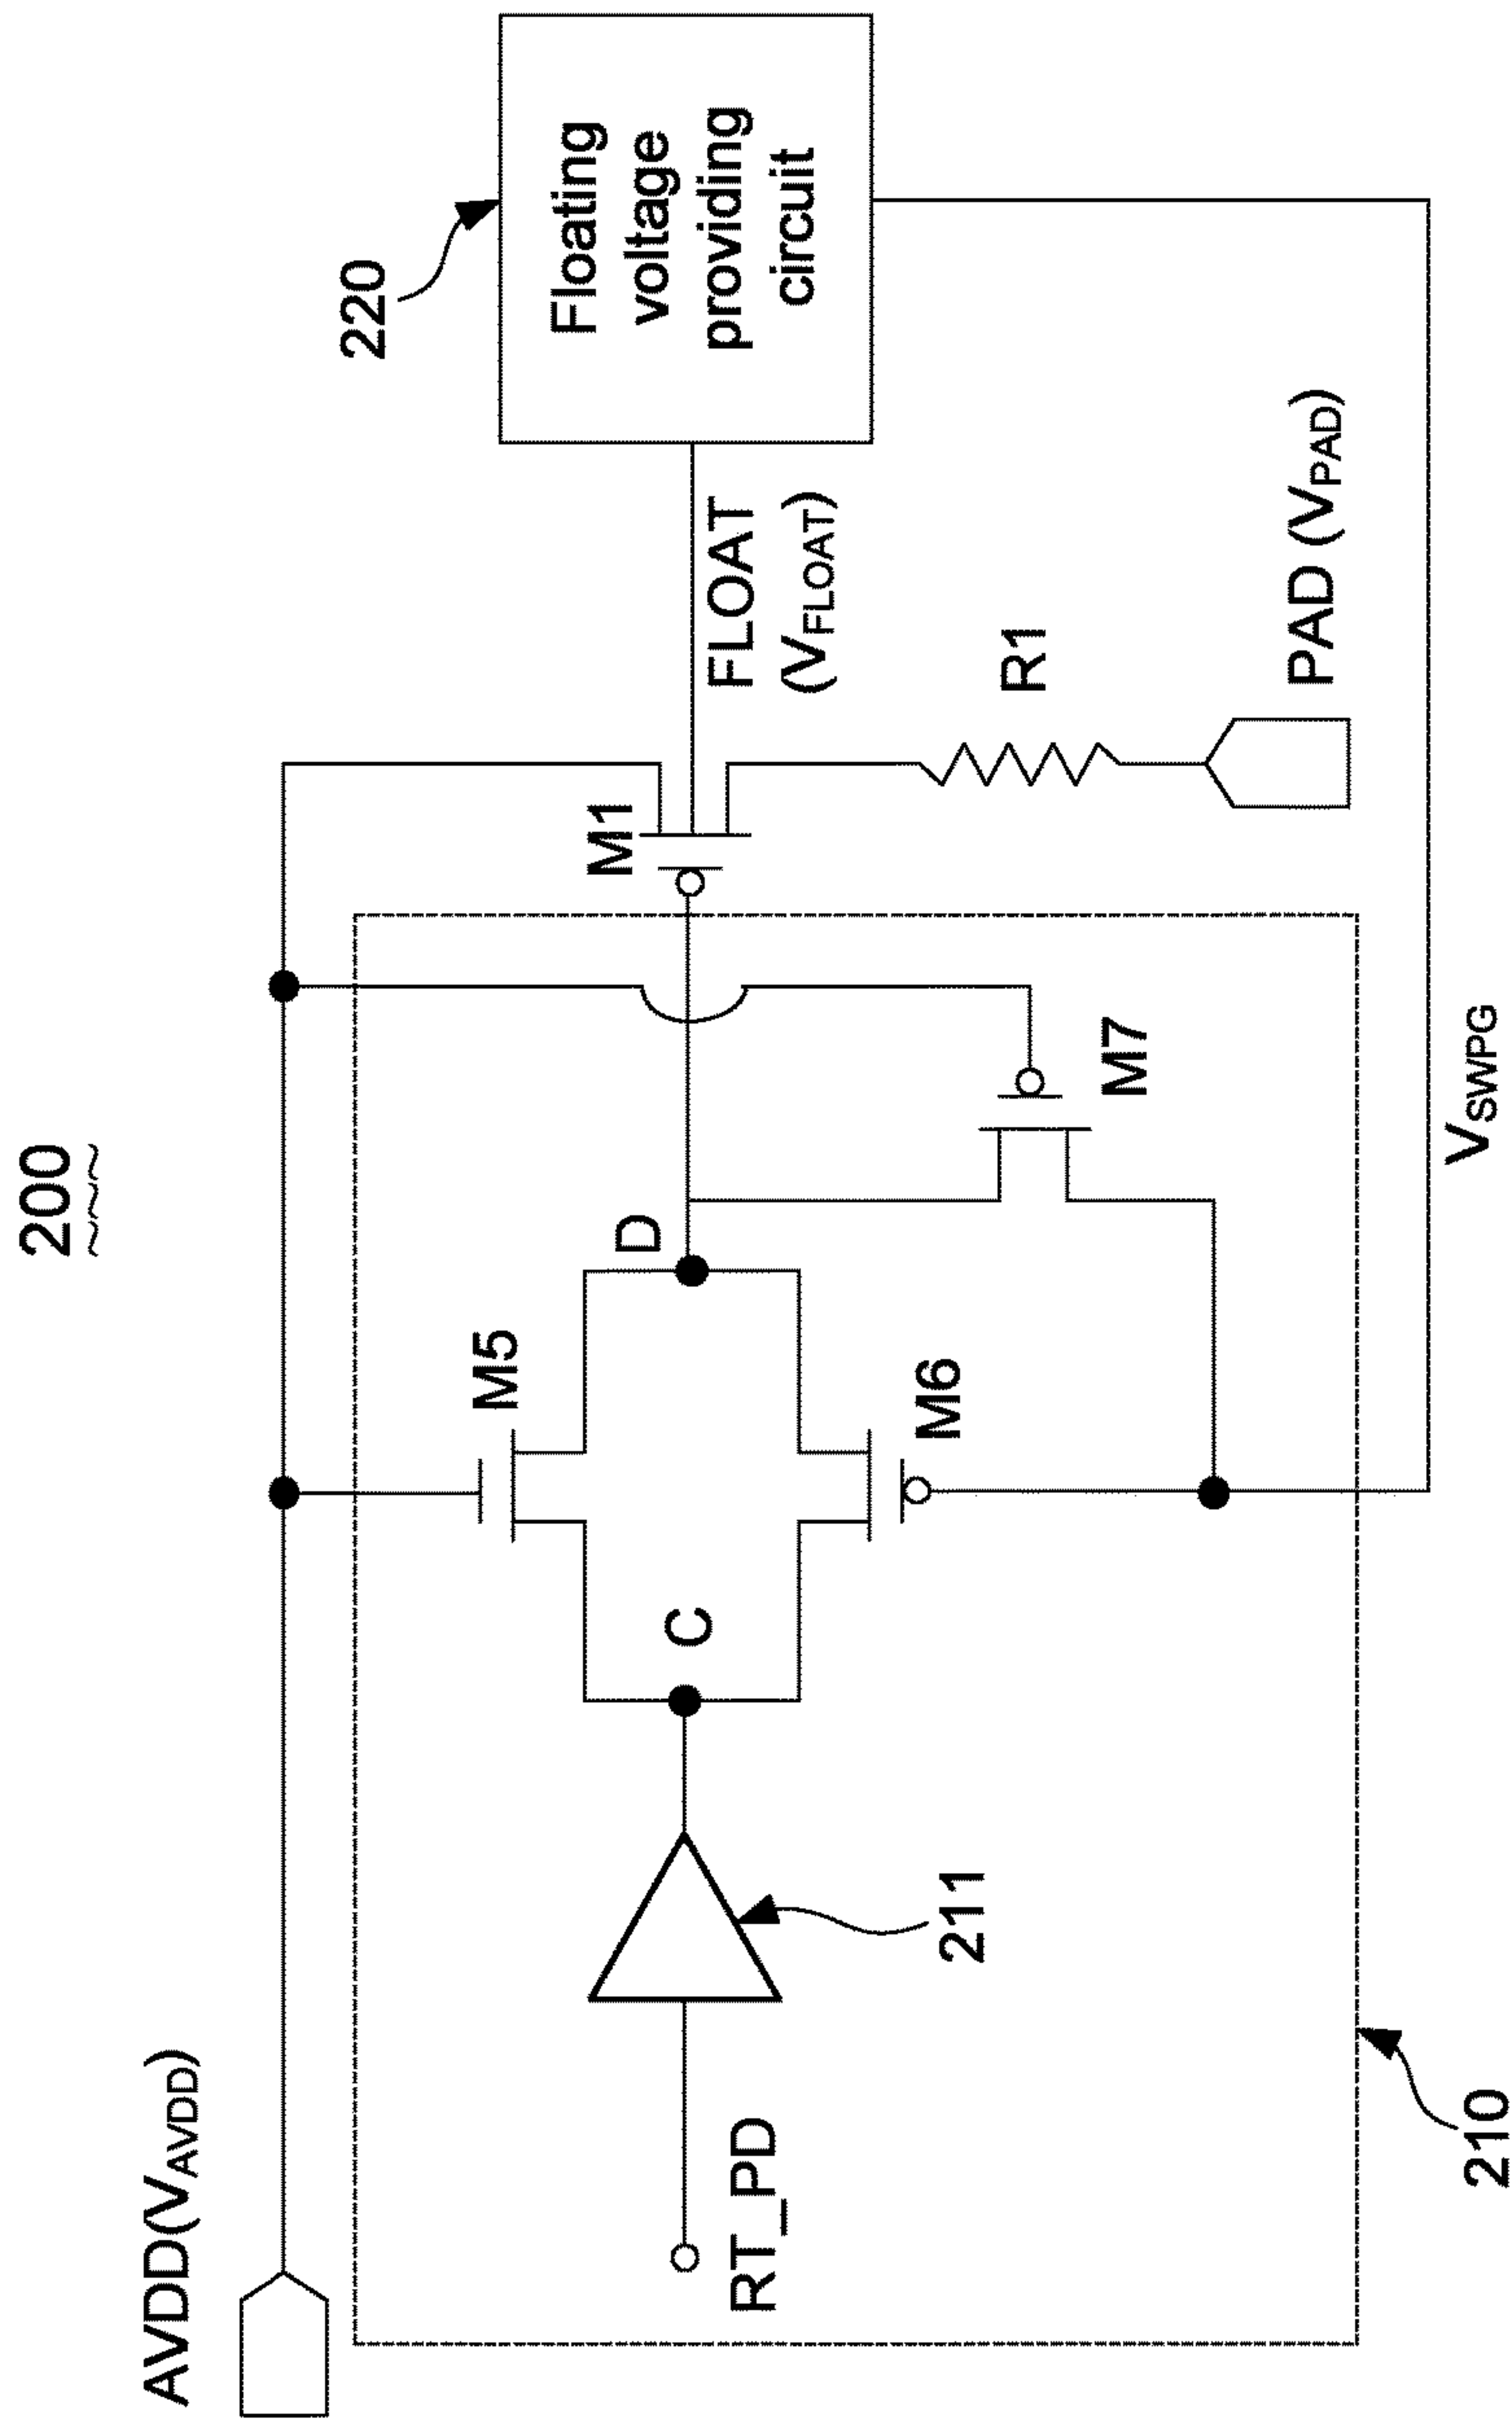 200
AVDD(VAVDD)
220
Floating
voltage
providing
circuit
M1
FLOAT
(VFLOAT)
M5
D
C
RT_PD
211
M6
M7
R1
PAD (VPAD)
VSWPG
210